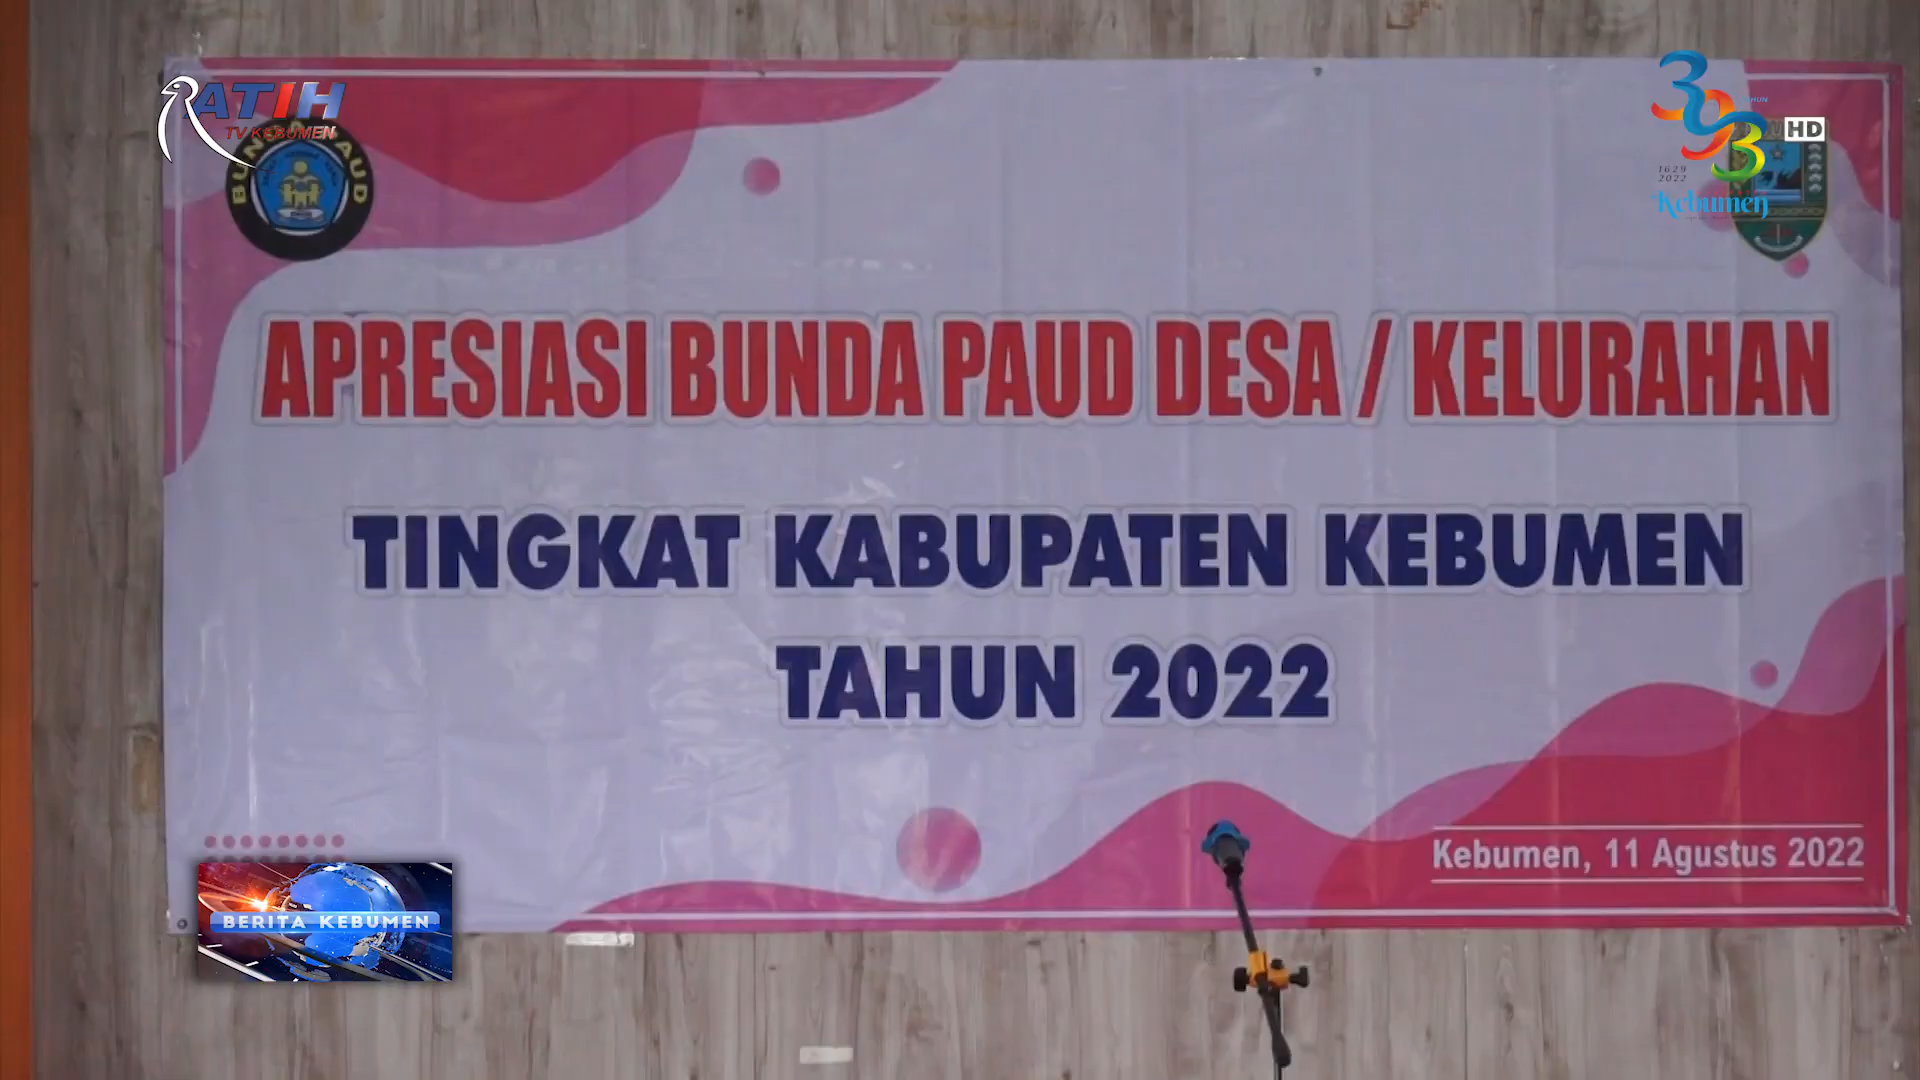 RATIH
TV KEBUMEN
BUNDA PAUD
393
TAHUN
HD
1629
2022
Kebumen
APRESIASI BUNDA PAUD DESA / KELURAHAN
TINGKAT KABUPATEN KEBUMEN
TAHUN 2022
Kebumen, 11 Agustus 2022
BERITA KEBUMEN